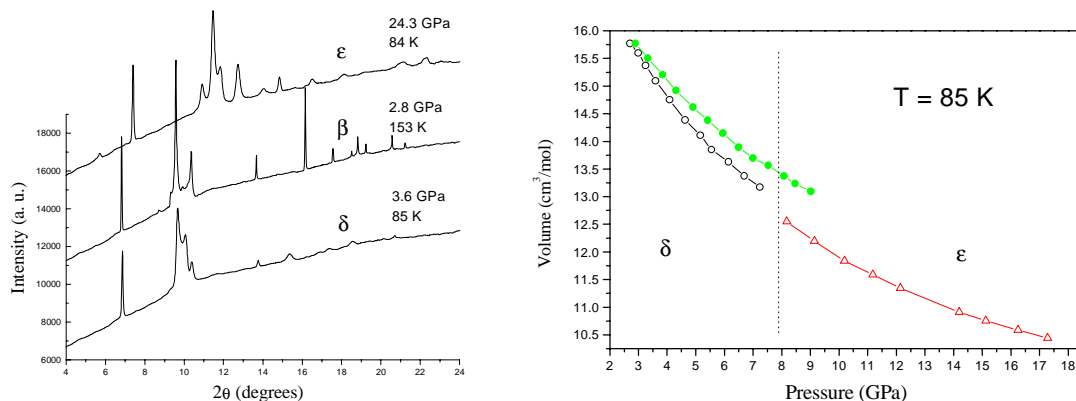 24.3 GPa
84 K
ε
2.8 GPa
153 K
β
3.6 GPa
85 K
δ
18000
16000
14000
12000
10000
8000
6000
Intensity (a. u.)
4 6 8 10 12 14 16 18 20 22 24
2θ (degrees)
16.0
15.5
15.0
14.5
14.0
13.5
13.0
12.5
12.0
11.5
11.0
10.5
Volume (cm³/mol)
T = 85 K
δ
ε
2 3 4 5 6 7 8 9 10 11 12 13 14 15 16 17 18
Pressure (GPa)